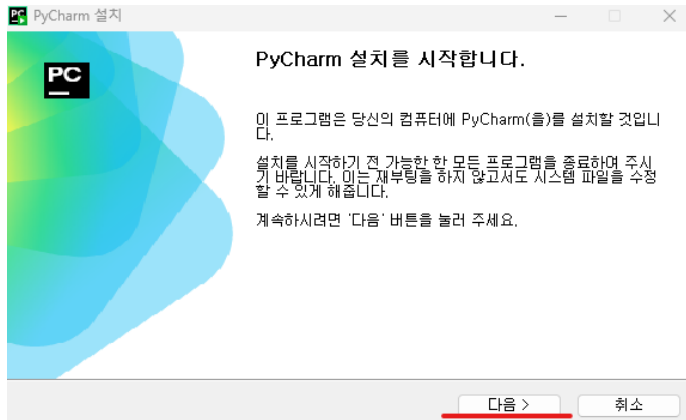 PyCharm 설치
PC
PyCharm 설치를 시작합니다.
이 프로그램은 당신의 컴퓨터에 PyCharm(을)를 설치할 것입니
다.
설치를 시작하기 전 가능한 한 모든 프로그램을 종료하여 주시
기 바랍니다. 이는 재부팅을 하지 않고서도 시스템 파일을 수정
할 수 있게 해줍니다.
계속하시려면 '다음' 버튼을 눌러 주세요.
다음 >
취소